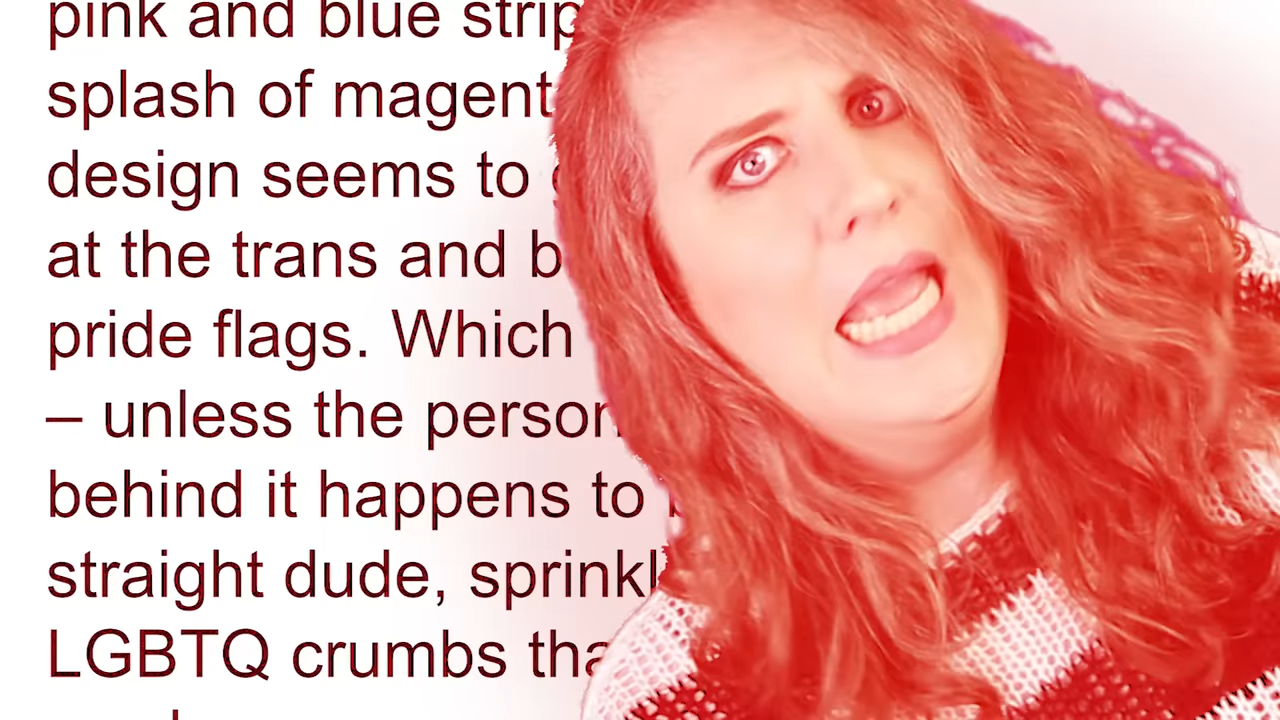 pink and blue strip
splash of magent
design seems to
at the trans and b
pride flags. Which
– unless the person
behind it happens to
straight dude, sprinkl
LGBTQ crumbs tha